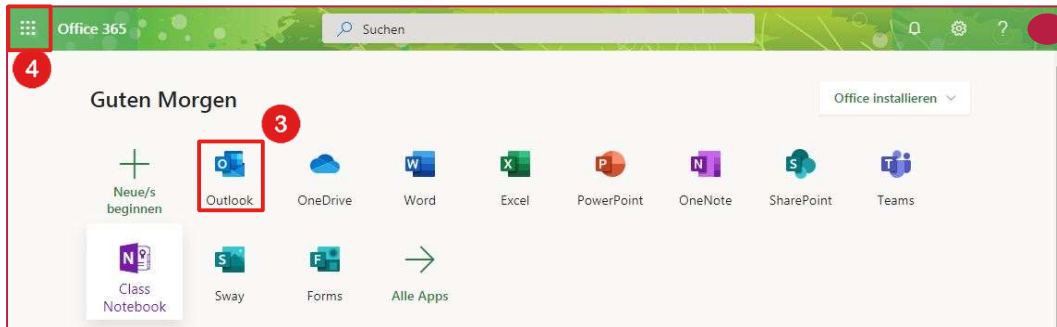 Office 365
Suchen
?
4
Guten Morgen
Office installieren
3
Neue/s
beginnen
Outlook
OneDrive
Word
Excel
PowerPoint
OneNote
SharePoint
Teams
Class
Notebook
Sway
Forms
Alle Apps